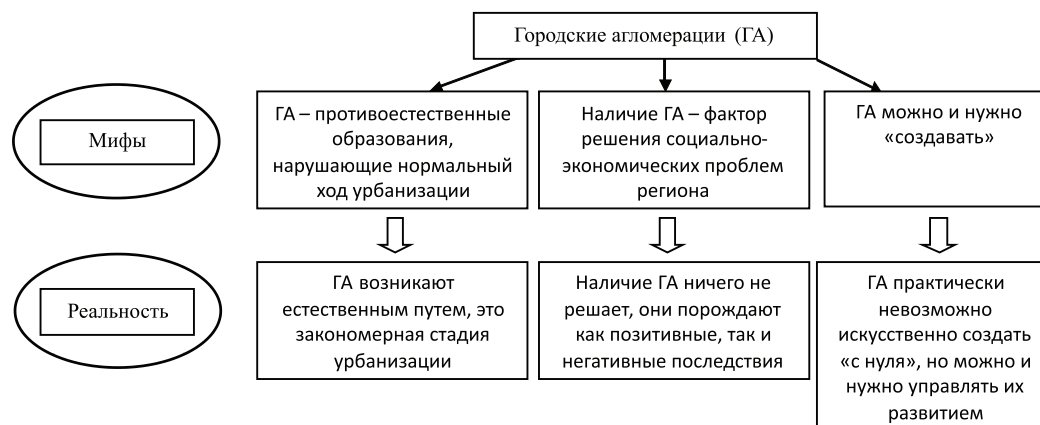 Городские агломерации (ГА)
Мифы
ГА – противоестественные
образования,
нарушающие нормальный
ход урбанизации
Наличие ГА – фактор
решения социально-
экономических проблем
региона
ГА можно и нужно
«создавать»
Реальность
ГА возникают
естественным путем, это
закономерная стадия
урбанизации
Наличие ГА ничего не
решает, они порождают
как позитивные, так и
негативные последствия
ГА практически
невозможно
искусственно создать
«с нуля», но можно и
нужно управлять их
развитием